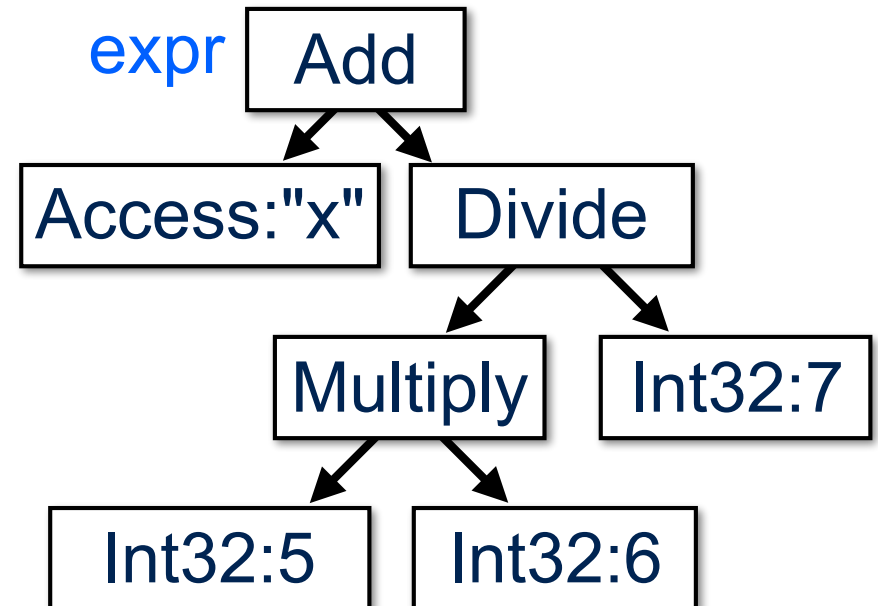 expr
Add
Access:"x"
Divide
Multiply
Int32:7
Int32:5
Int32:6